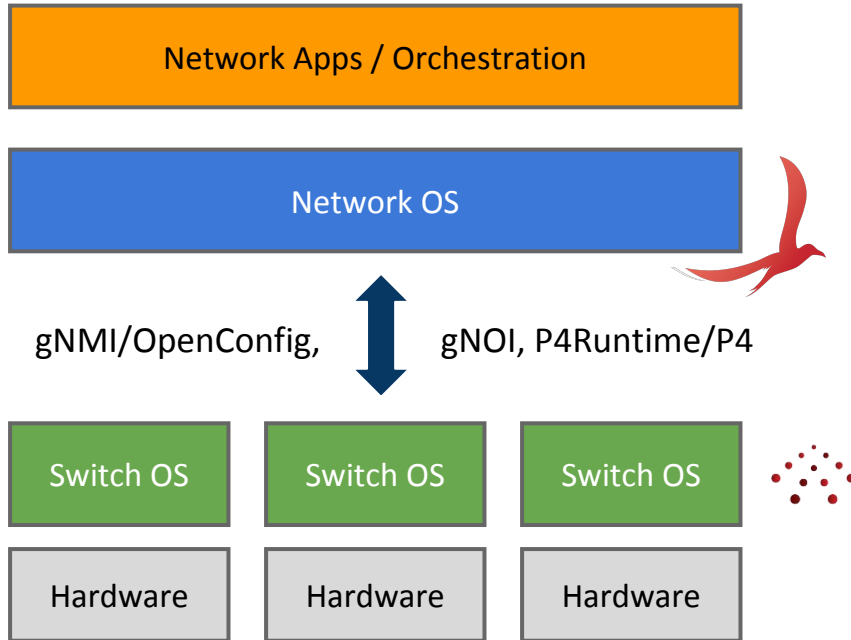 Network Apps / Orchestration
Network OS
gNMI/OpenConfig, gNOI, P4Runtime/P4
Switch OS Switch OS Switch OS
Hardware Hardware Hardware